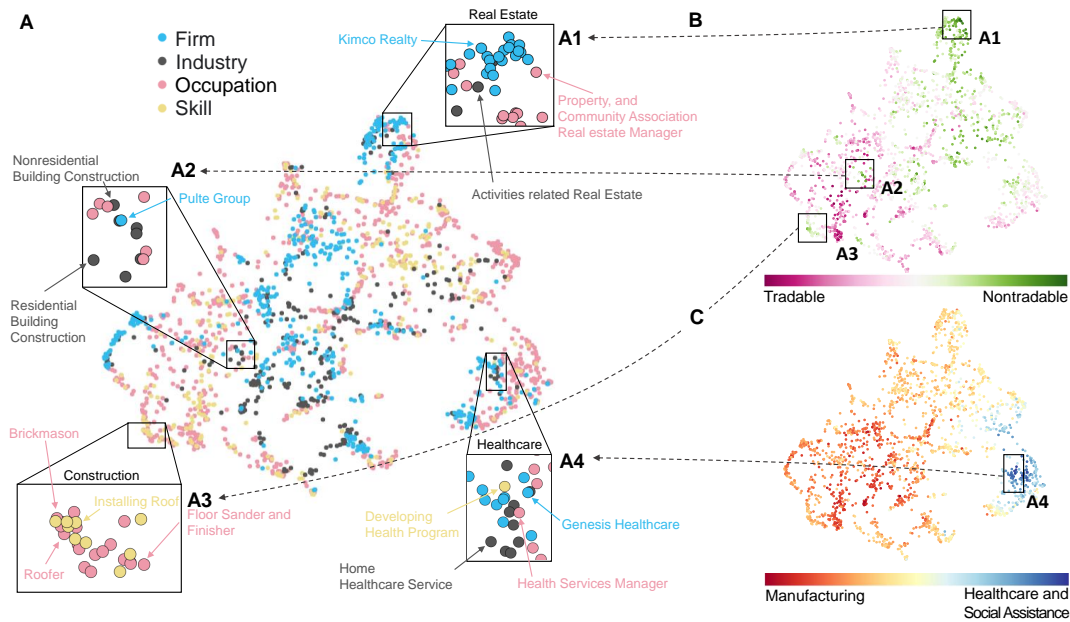 A
Firm
Industry
Occupation
Skill
Real Estate
Kimco Realty
A1
Property, and
Community Association
Real estate Manager
Activities related Real Estate
Nonresidential
Building Construction
A2
Pulte Group
Residential
Building
Construction
Brickmason
Construction
Installing Roof
A3
Floor Sander and
Finisher
Roofer
Healthcare
A4
Developing
Health Program
Genesis Healthcare
Home
Healthcare Service
Health Services Manager
B
A1
A2
A3
Tradable
Nontradable
C
A4
Manufacturing
Healthcare and
Social Assistance